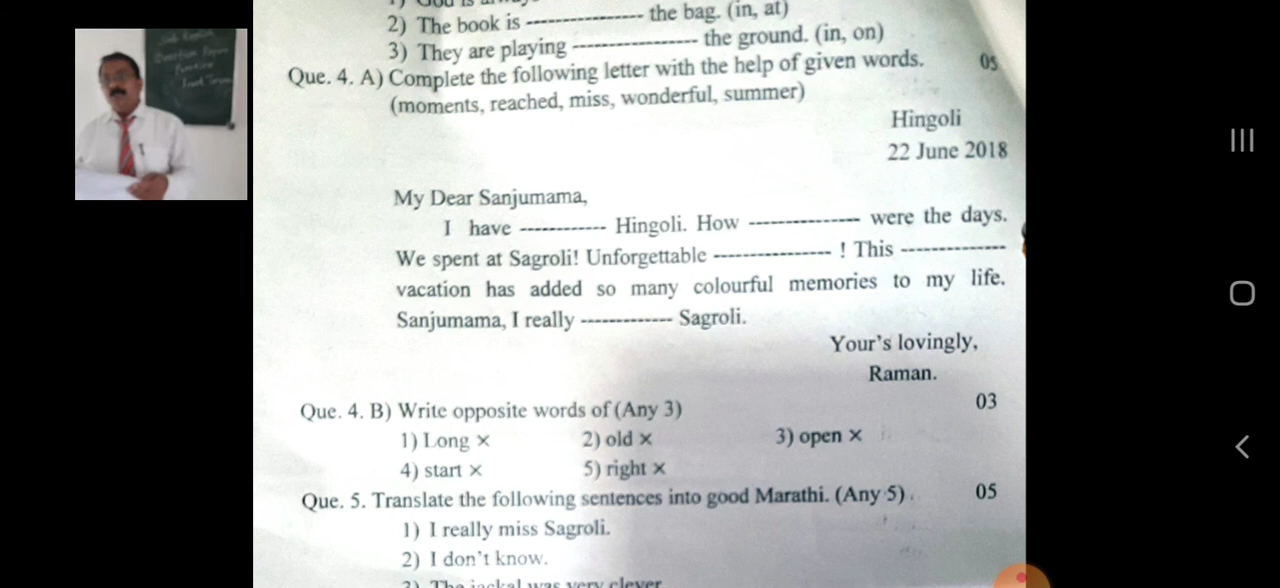 1) God is
2) The book is ---------------- the bag. (in, at)
3) They are playing ----------------- the ground. (in, on)
Que. 4. A) Complete the following letter with the help of given words. 05
(moments, reached, miss, wonderful, summer)
Hingoli
22 June 2018
My Dear Sanjumama,
I have ------------ Hingoli. How --------------- were the days.
We spent at Sagroli! Unforgettable ---------------- ! This --------------
vacation has added so many colourful memories to my life.
Sanjumama, I really ------------- Sagroli.
Your's lovingly,
Raman.
Que. 4. B) Write opposite words of (Any 3) 03
1) Long × 2) old × 3) open ×
4) start × 5) right ×
Que. 5. Translate the following sentences into good Marathi. (Any 5) . 05
1) I really miss Sagroli.
2) I don't know.
3) The jackal was very clever